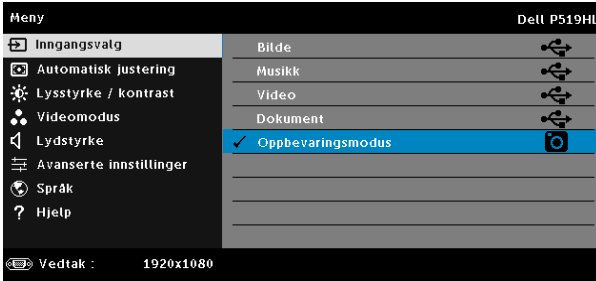 Meny Dell P519HL
Inngangsvalg Bilde
Automatisk justering Musikk
Lysstyrke / kontrast Video
Videomodus Dokument
Lydstyrke Oppbevaringsmodus
Avanserte innstillinger
Språk
? Hjelp
Vedtak : 1920x1080